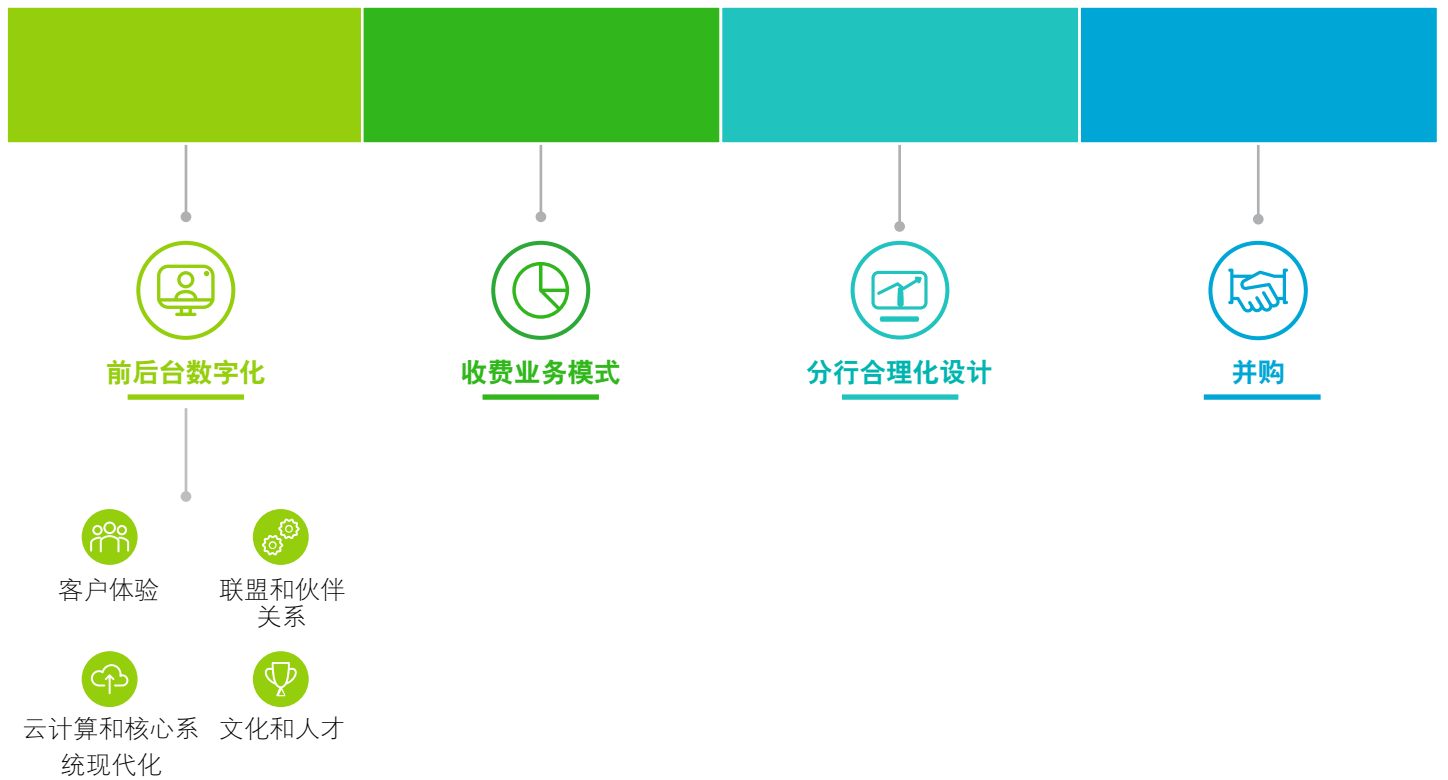 前后台数字化
收费业务模式
分行合理化设计
并购
客户体验
联盟和伙伴
关系
云计算和核心系
统现代化
文化和人才